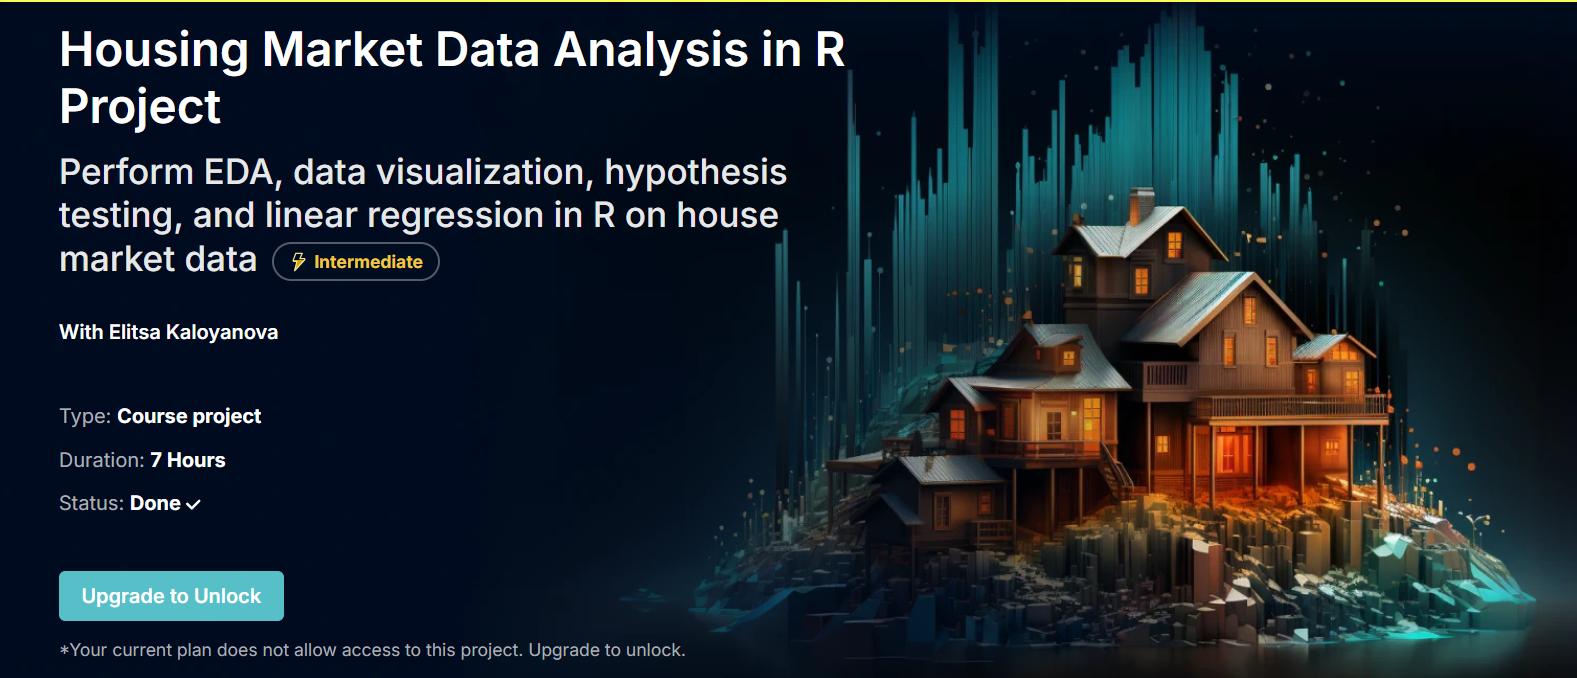 Housing Market Data Analysis in R
Project
Perform EDA, data visualization, hypothesis
testing, and linear regression in R on house
market data Intermediate
With Elitsa Kaloyanova
Type: Course project
Duration: 7 Hours
Status: Done
Upgrade to Unlock
*Your current plan does not allow access to this project. Upgrade to unlock.